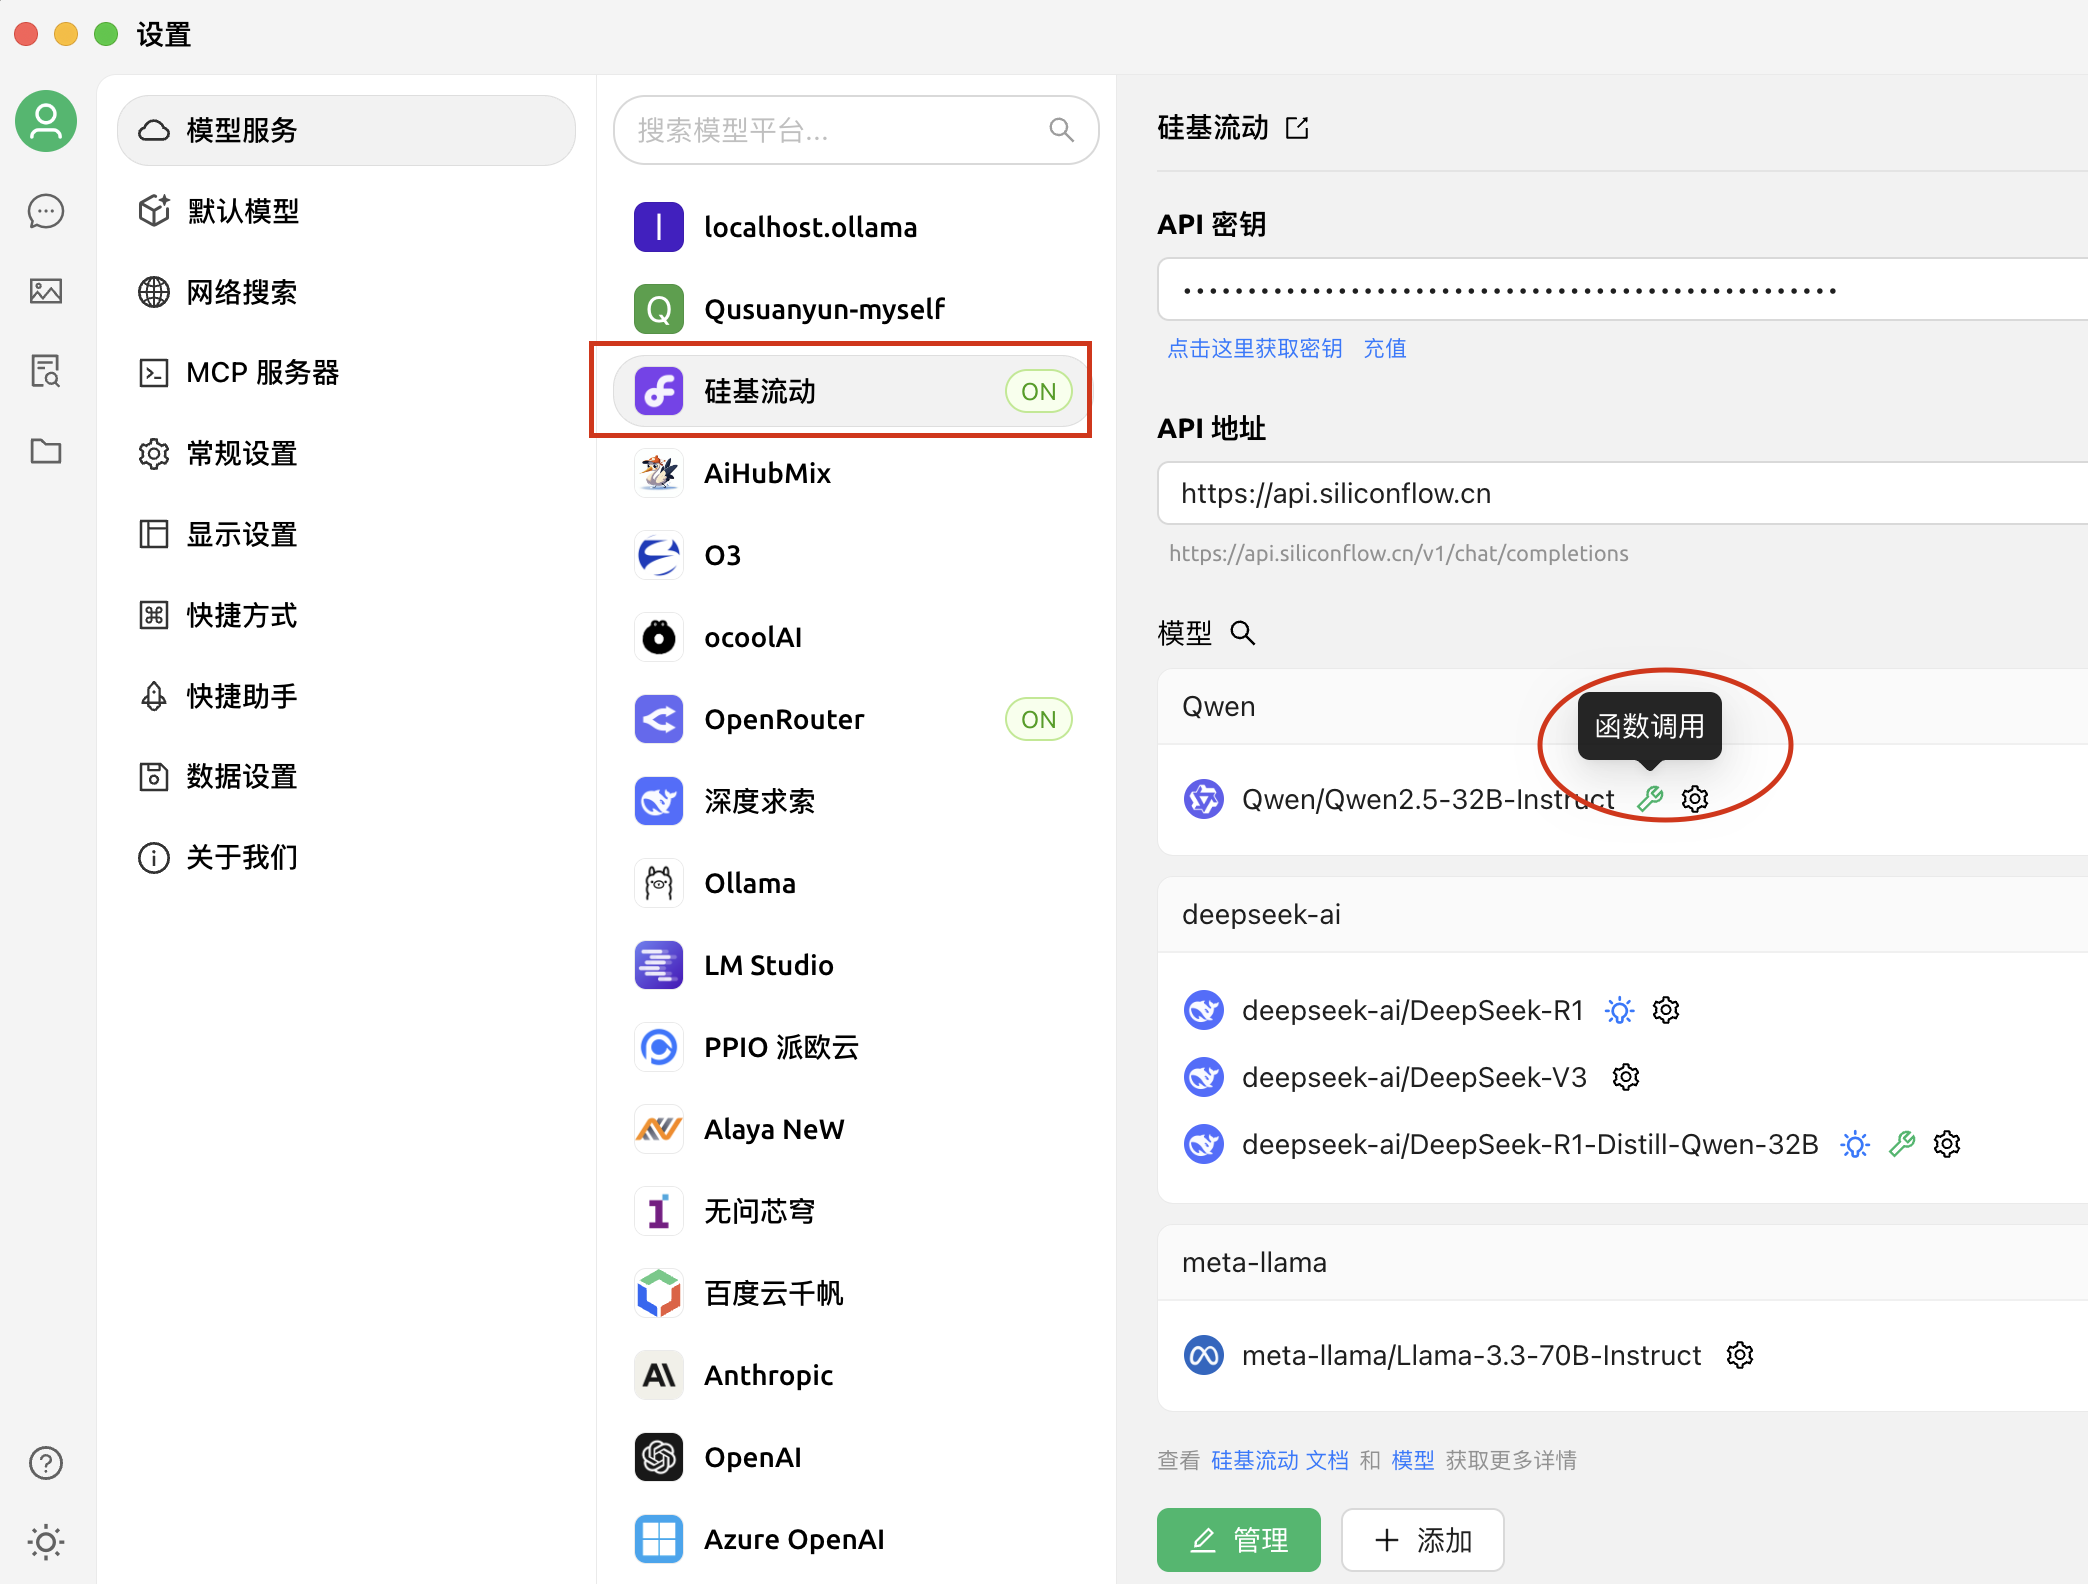 设置
模型服务
默认模型
网络搜索
MCP 服务器
常规设置
显示设置
快捷方式
快捷助手
数据设置
关于我们
搜索模型平台...
localhost.ollama
Qusuanyun-myself
硅基流动 ON
AiHubMix
O3
ocoolAI
OpenRouter ON
深度求索
Ollama
LM Studio
PPIO 派欧云
Alaya NeW
无问芯穹
百度云千帆
Anthropic
OpenAI
Azure OpenAI
硅基流动
API 密钥
点击这里获取密钥 充值
API 地址
https://api.siliconflow.cn
https://api.siliconflow.cn/v1/chat/completions
模型
Qwen
函数调用
Qwen/Qwen2.5-32B-Instruct
deepseek-ai
deepseek-ai/DeepSeek-R1
deepseek-ai/DeepSeek-V3
deepseek-ai/DeepSeek-R1-Distill-Qwen-32B
meta-llama
meta-llama/Llama-3.3-70B-Instruct
查看 硅基流动 文档 和 模型 获取更多详情
管理
添加